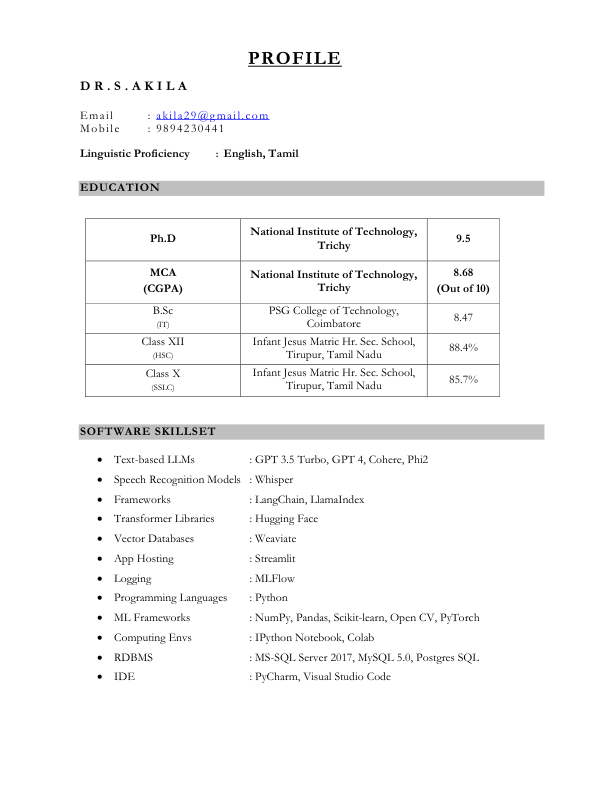 PROFILE
DR.S.AKILA
Email : akila29@gmail.com
Mobile : 9894230441
Linguistic Proficiency : English, Tamil
EDUCATION
Ph.D National Institute of Technology, Trichy 9.5
MCA (CGPA) National Institute of Technology, Trichy 8.68 (Out of 10)
B.Sc (IT) PSG College of Technology, Coimbatore 8.47
Class XII (HSC) Infant Jesus Matric Hr. Sec. School, Tirupur, Tamil Nadu 88.4%
Class X (SSLC) Infant Jesus Matric Hr. Sec. School, Tirupur, Tamil Nadu 85.7%
SOFTWARE SKILLSET
• Text-based LLMs : GPT 3.5 Turbo, GPT 4, Cohere, Phi2
• Speech Recognition Models : Whisper
• Frameworks : LangChain, LlamaIndex
• Transformer Libraries : Hugging Face
• Vector Databases : Weaviate
• App Hosting : Streamlit
• Logging : MLFlow
• Programming Languages : Python
• ML Frameworks : NumPy, Pandas, Scikit-learn, Open CV, PyTorch
• Computing Envs : IPython Notebook, Colab
• RDBMS : MS-SQL Server 2017, MySQL 5.0, Postgres SQL
• IDE : PyCharm, Visual Studio Code